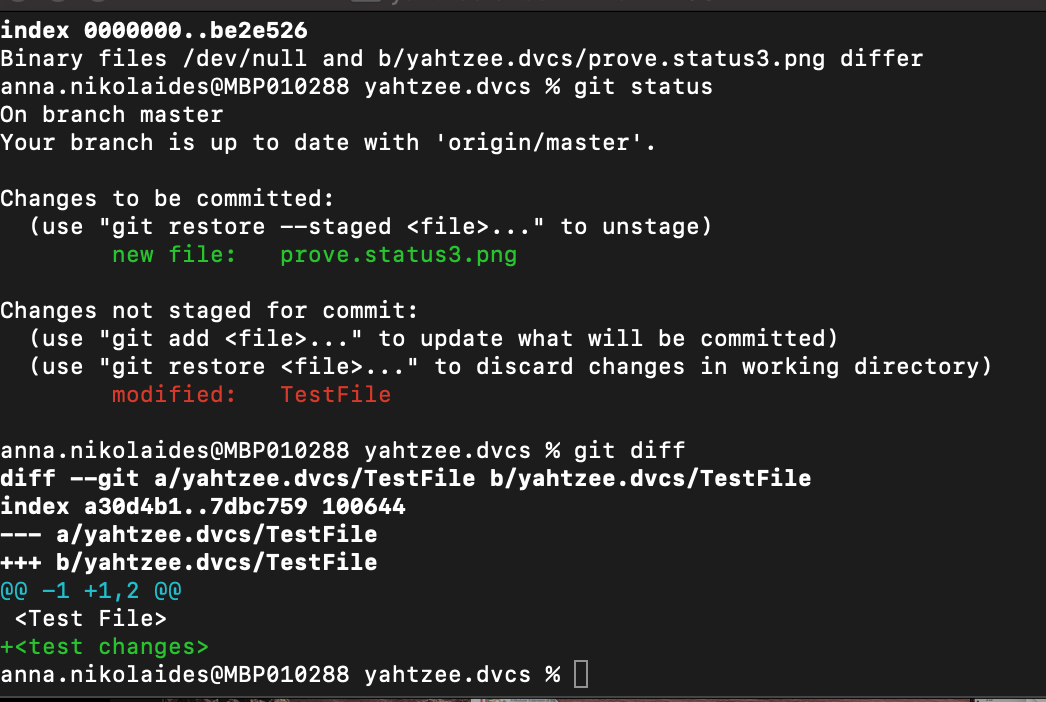 index 0000000..be2e526
Binary files /dev/null and b/yahtzee.dvcs/prove.status3.png differ
anna.nikolaides@MBP010288 yahtzee.dvcs % git status
On branch master
Your branch is up to date with 'origin/master'.

Changes to be committed:
  (use "git restore --staged <file>..." to unstage)
        new file:   prove.status3.png

Changes not staged for commit:
  (use "git add <file>..." to update what will be committed)
  (use "git restore <file>..." to discard changes in working directory)
        modified:   TestFile

anna.nikolaides@MBP010288 yahtzee.dvcs % git diff
diff --git a/yahtzee.dvcs/TestFile b/yahtzee.dvcs/TestFile
index a30d4b1..7dbc759 100644
--- a/yahtzee.dvcs/TestFile
+++ b/yahtzee.dvcs/TestFile
@@ -1 +1,2 @@
 <Test File>
+<test changes>
anna.nikolaides@MBP010288 yahtzee.dvcs %